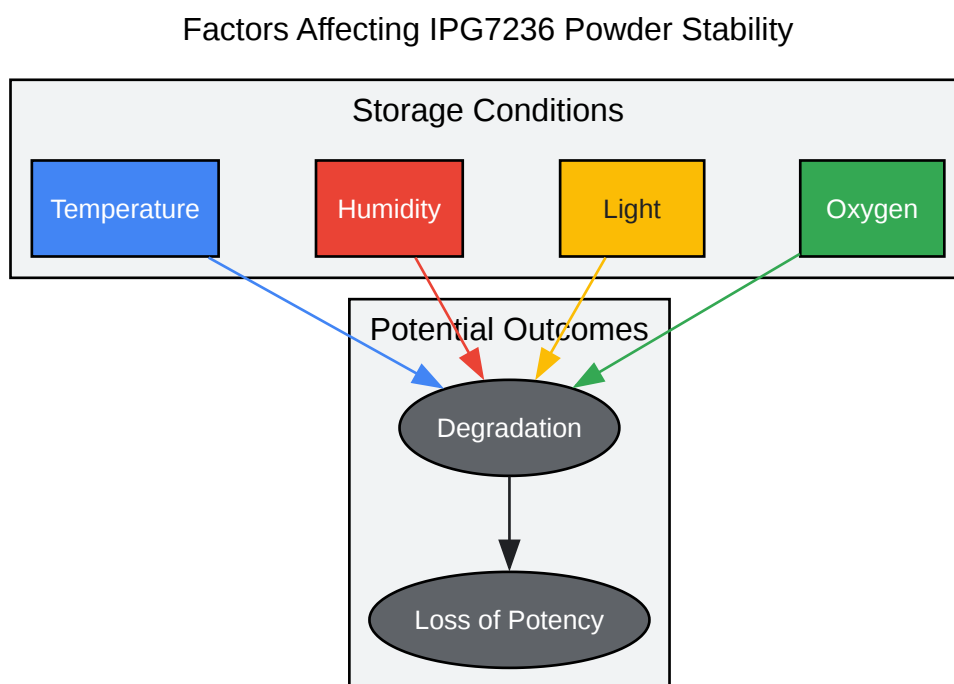 Factors Affecting IPG7236 Powder Stability
Storage Conditions
Temperature
Humidity
Light
Oxygen
Potential Outcomes
Degradation
Loss of Potency